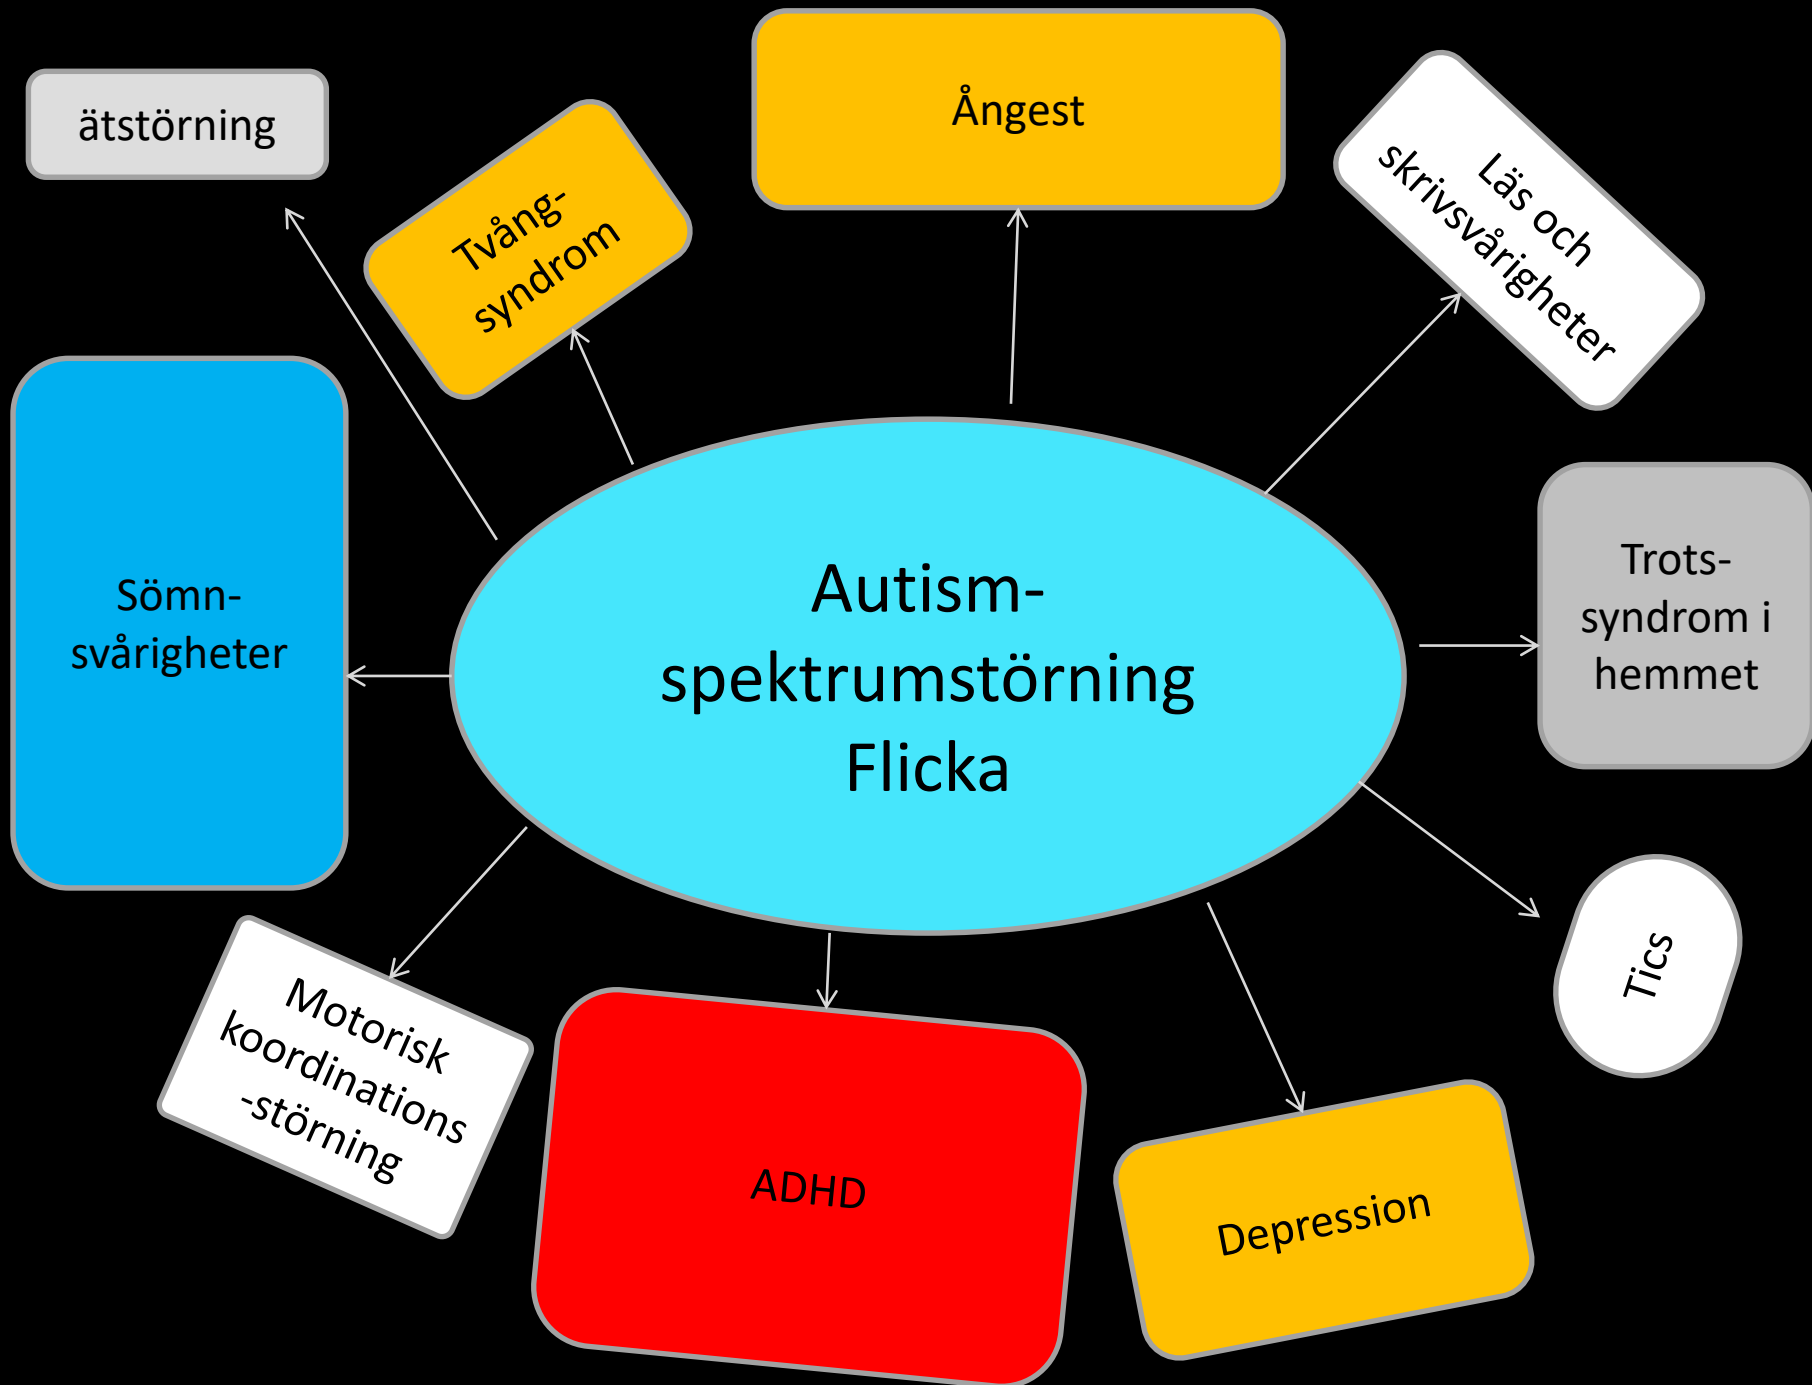 ätstörning
Tvång-
syndrom
Ångest
Läs och
skrivsvårigheter
Sömn-
svårigheter
Autism-
spektrumstörning
Flicka
Trots-
syndrom i
hemmet
Tics
Motorisk
koordinations
-störning
ADHD
Depression